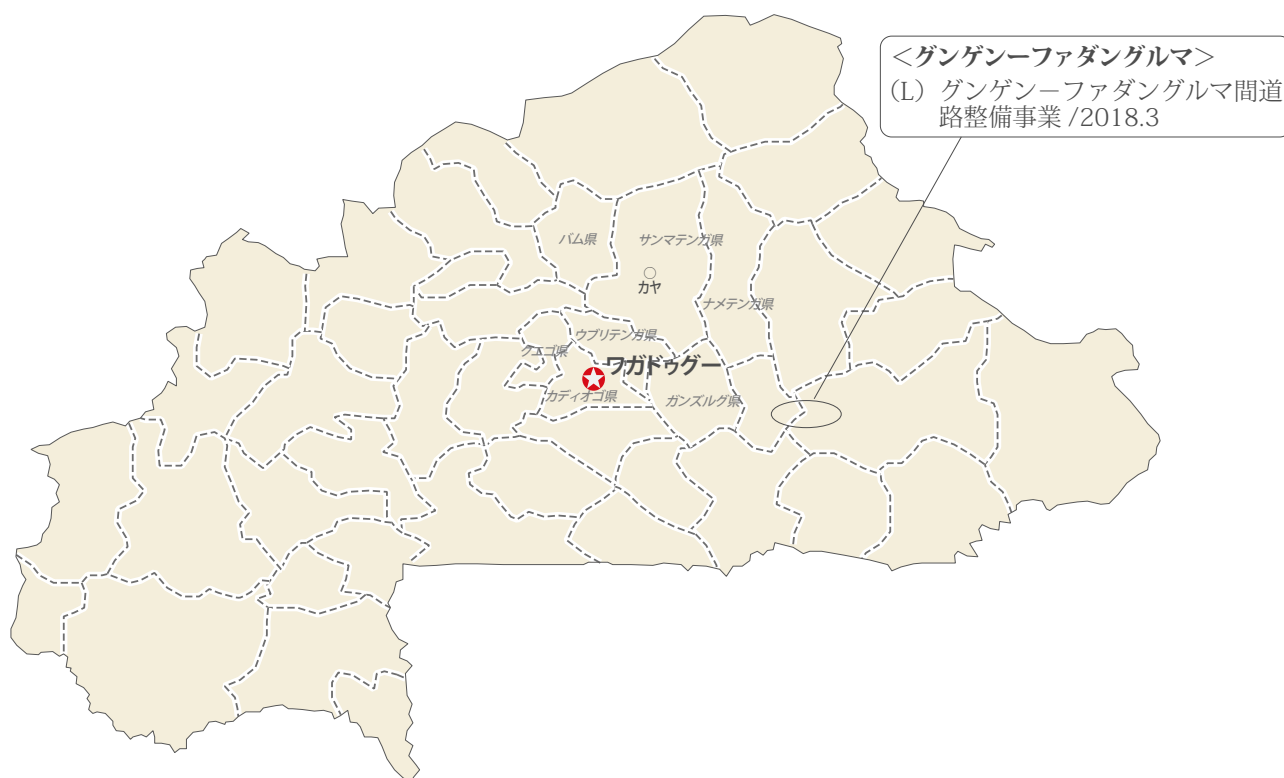 <グンゲンーファダングルマ>
(L) グンゲン－ファダングルマ間道
路整備事業 /2018.3
バム県
サンマテンガ県
カヤ
ナメテンガ県
ウブリテンガ県
クエゴ県
ワガドゥグー
カディオゴ県
ガンズルグ県